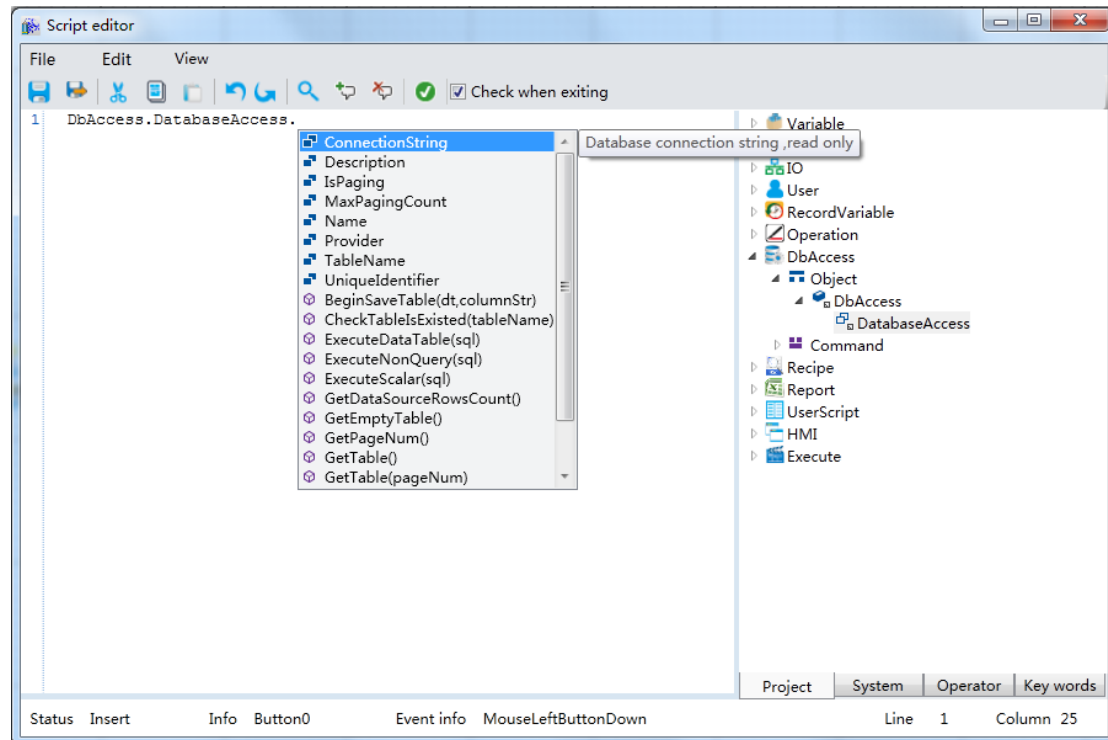 Script editor
File Edit View
Check when exiting
1 DbAccess.DatabaseAccess.
ConnectionString
Description
IsPaging
MaxPagingCount
Name
Provider
TableName
UniqueIdentifier
BeginSaveTable(dt,columnStr)
CheckTableIsExisted(tableName)
ExecuteDataTable(sql)
ExecuteNonQuery(sql)
ExecuteScalar(sql)
GetDataSourceRowsCount()
GetEmptyTable()
GetPageNum()
GetTable()
GetTable(pageNum)
Database connection string ,read only
Variable
IO
User
RecordVariable
Operation
DbAccess
Object
DbAccess
DatabaseAccess
Command
Recipe
Report
UserScript
HMI
Execute
Project System Operator Key words
Status Insert Info Button0 Event info MouseLeftButtonDown Line 1 Column 25